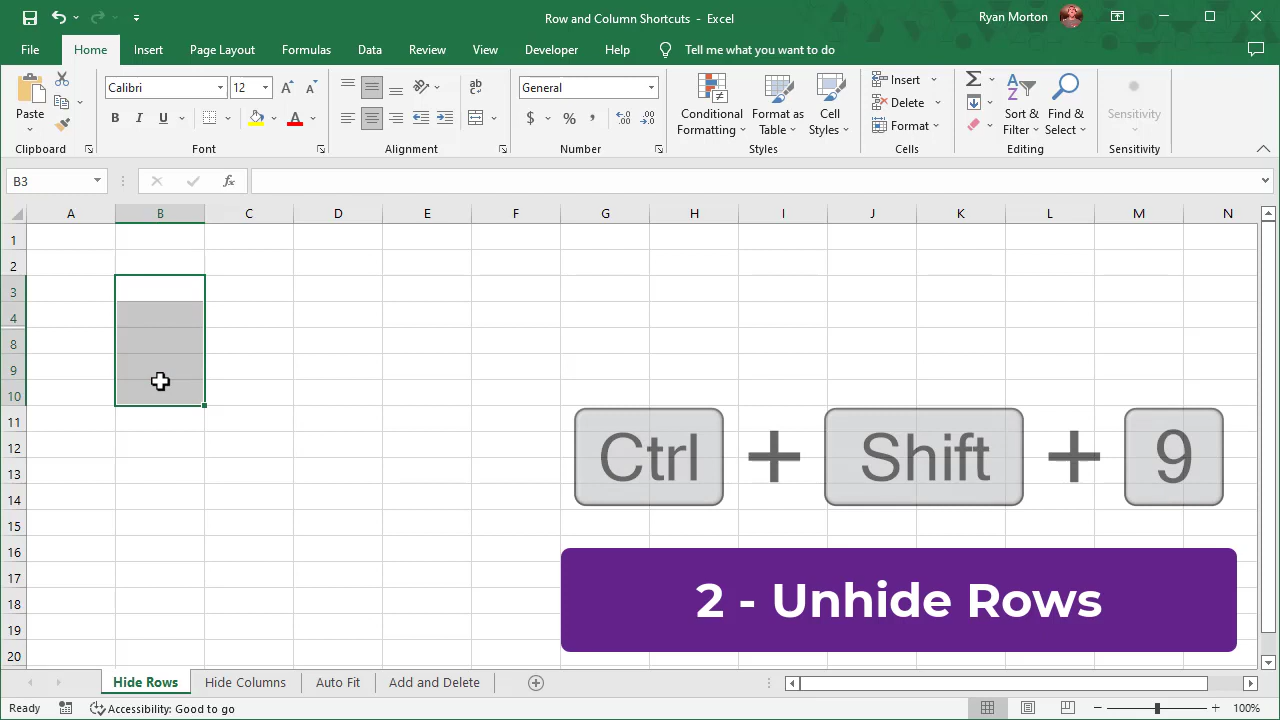 Row and Column Shortcuts - Excel
Ryan Morton
File Home Insert Page Layout Formulas Data Review View Developer Help Tell me what you want to do
Paste
Clipboard
Calibri 12
B I U A
Font
ab
Alignment
General
$ % ,
Number
Conditional Formatting
Format as Table
Cell Styles
Styles
Insert
Delete
Format
Cells
Sort & Filter
Find & Select
Editing
Sensitivity
Sensitivity
B3 fx
A B C D E F G H I J K L M N
1
2
3
4
8
9
10
11
12
13
14
15
16
17
18
19
20
Ctrl + Shift + 9
2 - Unhide Rows
Hide Rows Hide Columns Auto Fit Add and Delete
Ready Accessibility: Good to go 100%